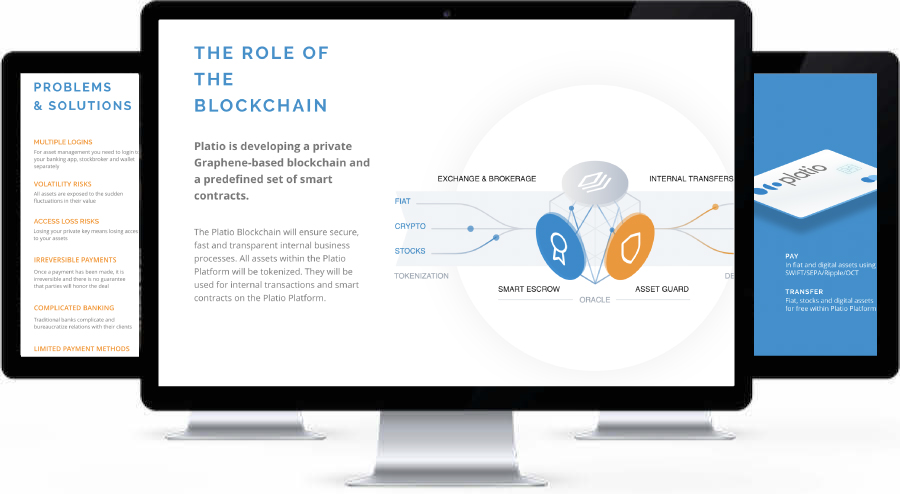 PROBLEMS
& SOLUTIONS
MULTIPLE LOGINS
For asset management you need to login to
your banking app, stockbroker and wallet
separately
VOLATILITY RISKS
All assets are exposed to the sudden
fluctuations in their value
ACCESS LOSS RISKS
Losing your private key means losing access
to your assets
IRREVERSIBLE PAYMENTS
Once a payment has been made, it is
irreversible and there is no guarantee
that parties will honor the deal
COMPLICATED BANKING
Traditional banks complicate and
bureaucratize relations with their clients
LIMITED PAYMENT METHODS
THE ROLE OF
THE
BLOCKCHAIN
Platio is developing a private
Graphene-based blockchain and
a predefined set of smart
contracts.
The Platio Blockchain will ensure secure,
fast and transparent internal business
processes. All assets within the Platio
Platform will be tokenized. They will be
used for internal transactions and smart
contracts on the Platio Platform.
EXCHANGE & BROKERAGE
INTERNAL TRANSFERS
FIAT
CRYPTO
STOCKS
TOKENIZATION
DE
SMART ESCROW
ASSET GUARD
ORACLE
platio
PAY
in fiat and digital assets using
SWIFT/SEPA/Ripple/OCT
TRANSFER
Fiat, stocks and digital assets
for free within Platio Platform